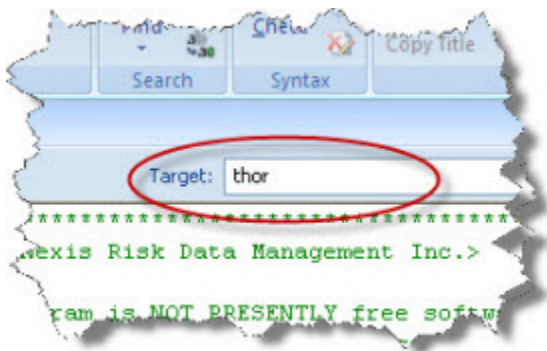 Copy Title
Search Syntax
Target: thor
exis Risk Data Management Inc.>
ram is NOT PRESENTLY free softw